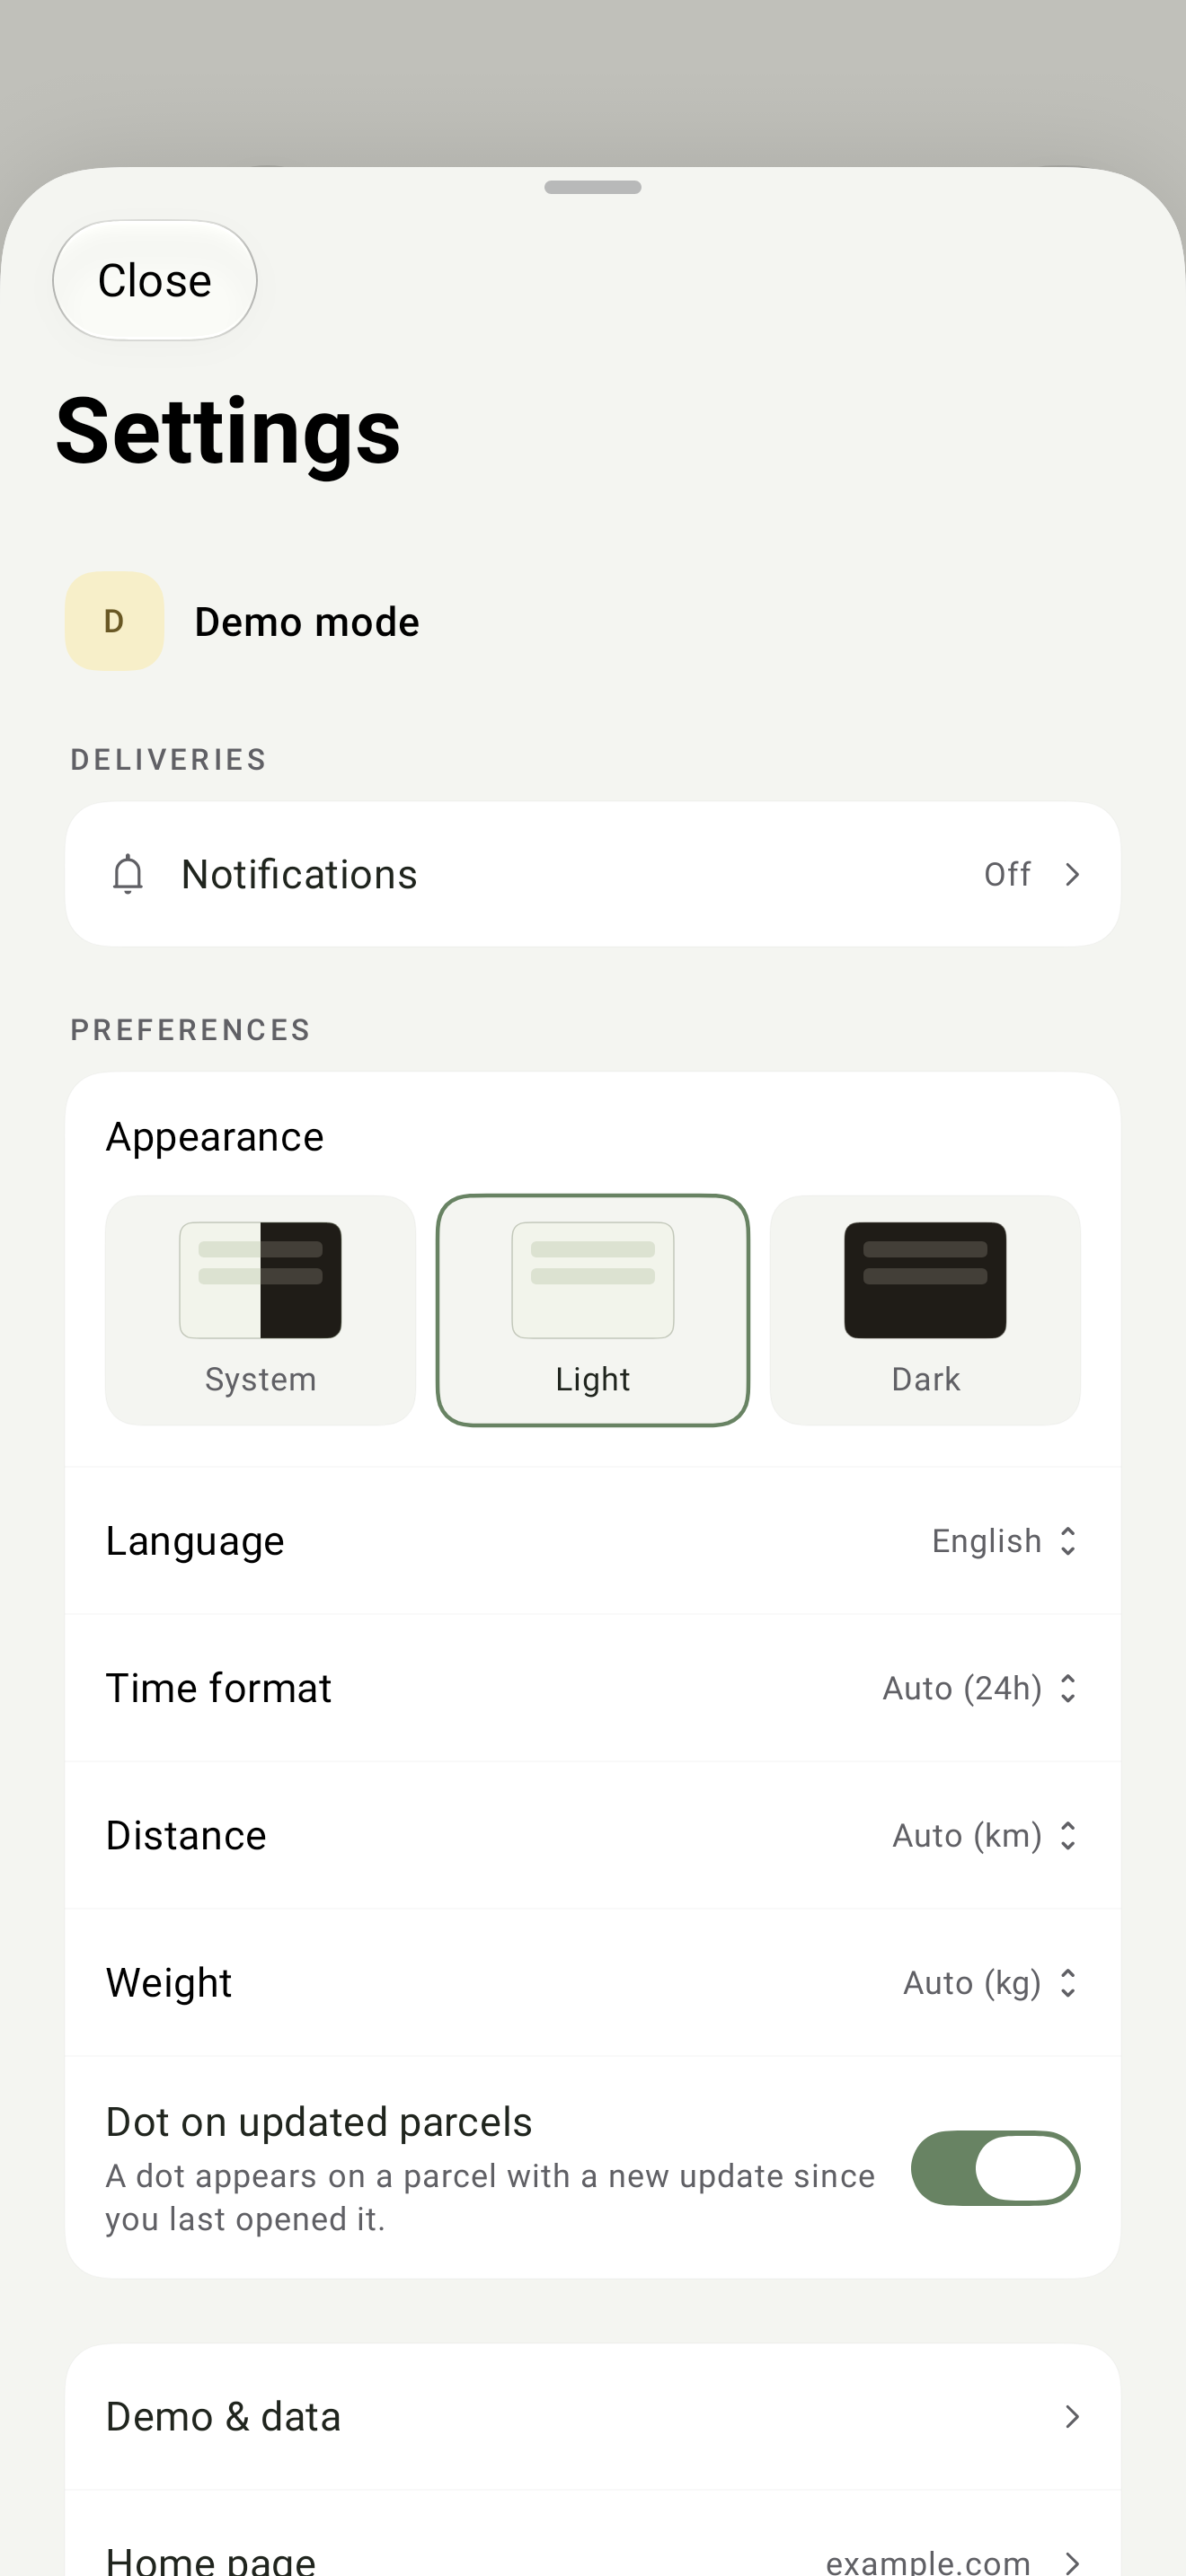 Close
Settings
D
Demo mode
DELIVERIES
Notifications
Off
PREFERENCES
Appearance
System
Light
Dark
Language
English
Time format
Auto (24h)
Distance
Auto (km)
Weight
Auto (kg)
Dot on updated parcels
A dot appears on a parcel with a new update since
you last opened it.
Demo & data
Home page
example.com